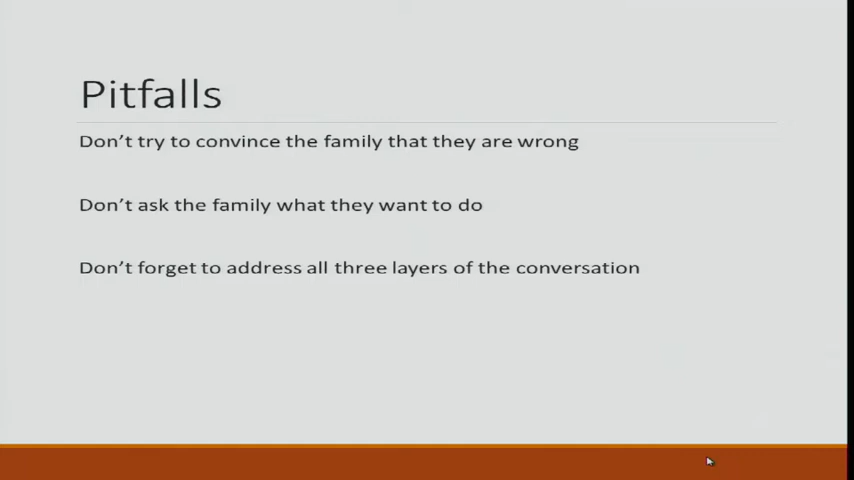 Pitfalls
Don't try to convince the family that they are wrong
Don't ask the family what they want to do
Don't forget to address all three layers of the conversation